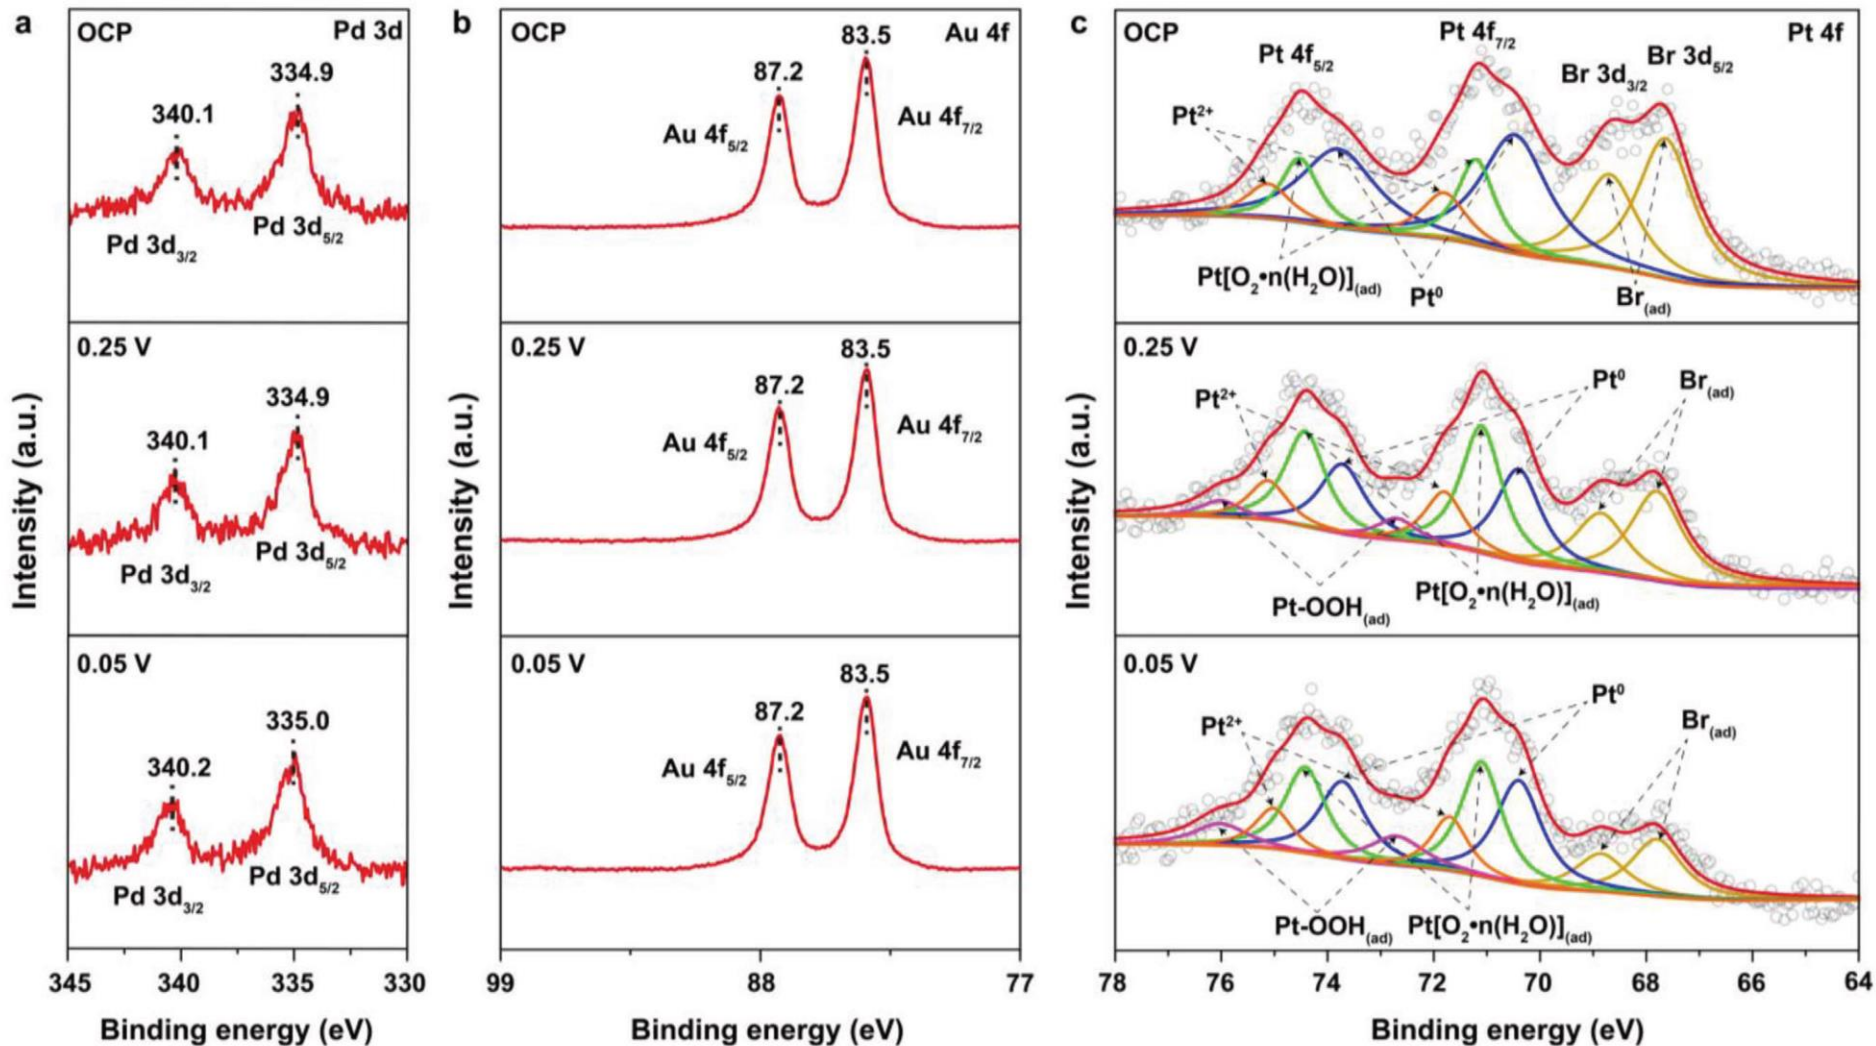 a
OCP
Pd 3d
334.9
340.1
Pd 3d5/2
Pd 3d3/2
0.25 V
334.9
340.1
Pd 3d5/2
Pd 3d3/2
0.05 V
335.0
340.2
Pd 3d5/2
Pd 3d3/2
345 340 335 330
Binding energy (eV)
Intensity (a.u.)
b
OCP
Au 4f
83.5
87.2
Au 4f7/2
Au 4f5/2
0.25 V
83.5
87.2
Au 4f7/2
Au 4f5/2
0.05 V
83.5
87.2
Au 4f7/2
Au 4f5/2
99 88 77
Binding energy (eV)
Intensity (a.u.)
c
OCP
Pt 4f
Pt 4f7/2
Pt 4f5/2
Br 3d5/2
Br 3d3/2
Pt2+
Pt[O2•n(H2O)](ad)
Pt0
Br(ad)
0.25 V
Pt0
Br(ad)
Pt2+
Pt[O2•n(H2O)](ad)
Pt-OOH(ad)
0.05 V
Pt0
Br(ad)
Pt2+
Pt-OOH(ad)
Pt[O2•n(H2O)](ad)
78 76 74 72 70 68 66 64
Binding energy (eV)
Intensity (a.u.)